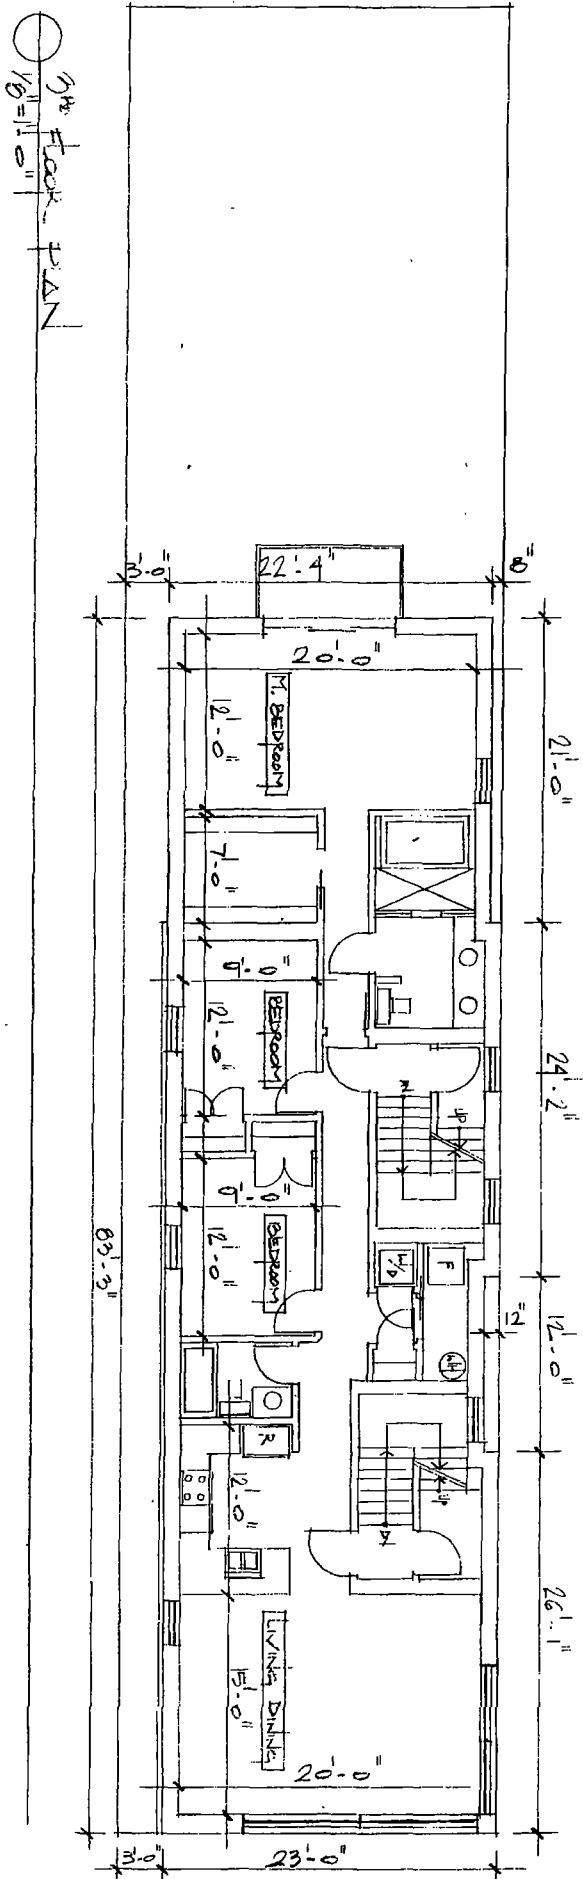 3RD FLOOR PLAN
1/8"=1'-0"
3'-0"
22'-4"
8"
20'-0"
M. BEDROOM
12'-0"
21'-0"
7'-0"
9'-0"
BEDROOM
12'-0"
24'-2"
DN
UP
9'-0"
BEDROOM
12'-0"
W/D
F
12"
12'-0"
WH
83'-3"
R
12'-0"
UP
DN
26'-1"
LIVING DINING
15'-0"
20'-0"
3'-0"
23'-0"